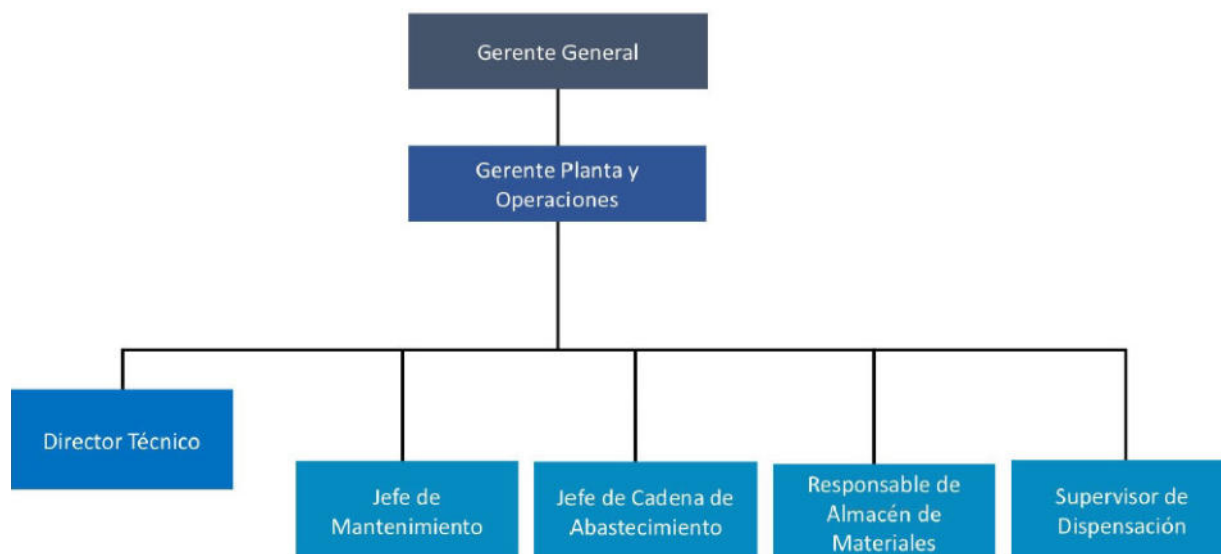 Gerente General
Gerente Planta y
Operaciones
Director Técnico
Jefe de
Mantenimiento
Jefe de Cadena de
Abastecimiento
Responsable de
Almacén de
Materiales
Supervisor de
Dispensación